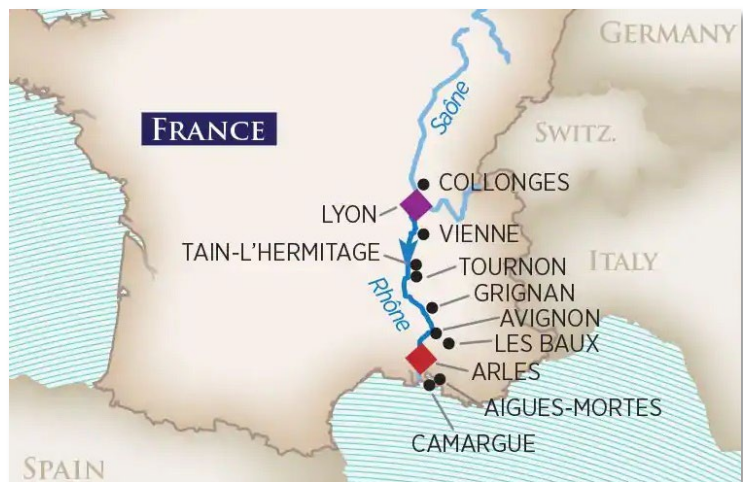 GERMANY
FRANCE
Saône
SWITZ.
COLLONGES
LYON
VIENNE
TAIN-L'HERMITAGE
TOURNON
ITALY
Rhône
GRIGNAN
AVIGNON
LES BAUX
ARLES
AIGUES-MORTES
CAMARGUE
SPAIN